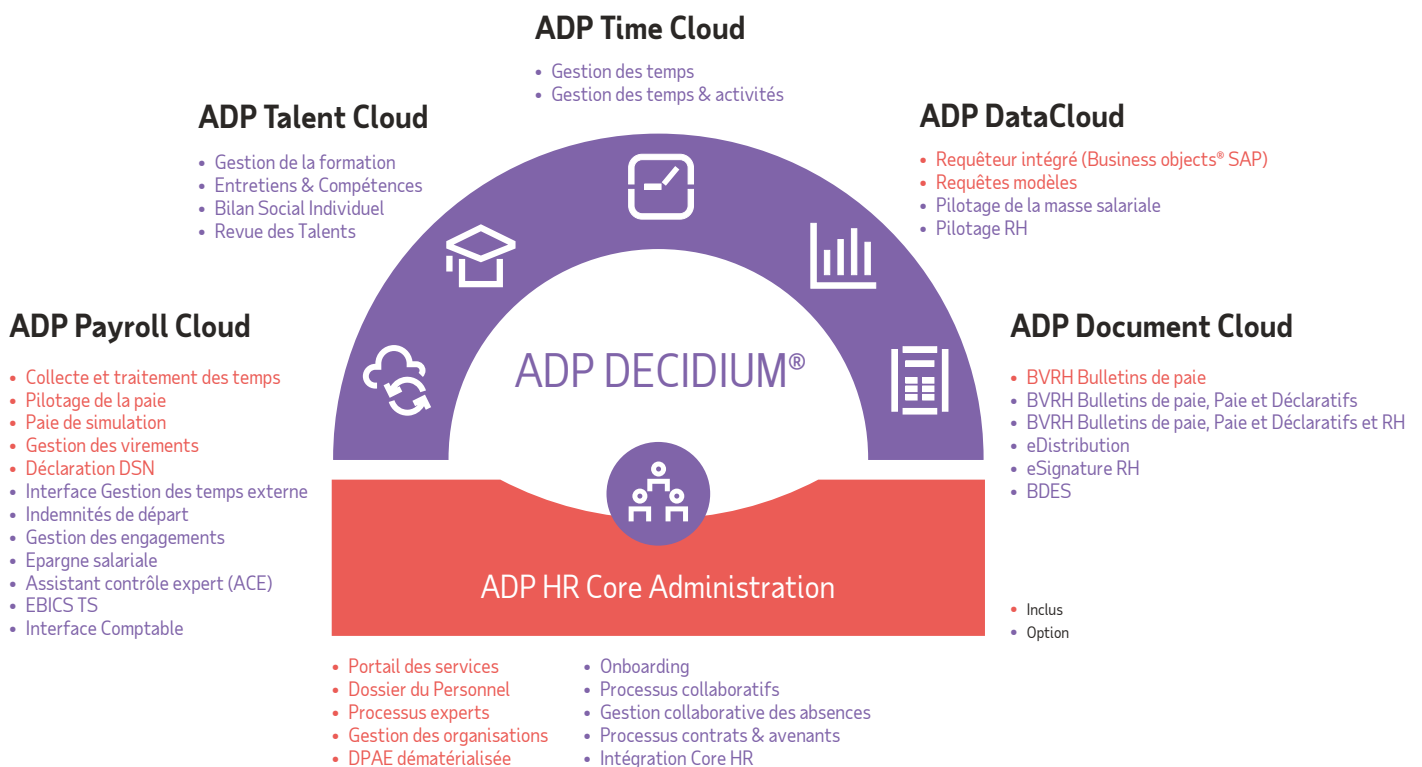 ADP Time Cloud
• Gestion des temps
• Gestion des temps & activités
ADP Talent Cloud
• Gestion de la formation
• Entretiens & Compétences
• Bilan Social Individuel
• Revue des Talents
ADP DataCloud
• Requêteur intégré (Business objects® SAP)
• Requêtes modèles
• Pilotage de la masse salariale
• Pilotage RH
ADP Payroll Cloud
• Collecte et traitement des temps
• Pilotage de la paie
• Paie de simulation
• Gestion des virements
• Déclaration DSN
• Interface Gestion des temps externe
• Indemnités de départ
• Gestion des engagements
• Epargne salariale
• Assistant contrôle expert (ACE)
• EBICS TS
• Interface Comptable
ADP DECIDIUM®
ADP Document Cloud
• BVRH Bulletins de paie
• BVRH Bulletins de paie, Paie et Déclaratifs
• BVRH Bulletins de paie, Paie et Déclaratifs et RH
• eDistribution
• eSignature RH
• BDES
ADP HR Core Administration
• Inclus
• Option
• Portail des services
• Dossier du Personnel
• Processus experts
• Gestion des organisations
• DPAE dématérialisée
• Onboarding
• Processus collaboratifs
• Gestion collaborative des absences
• Processus contrats & avenants
• Intégration Core HR